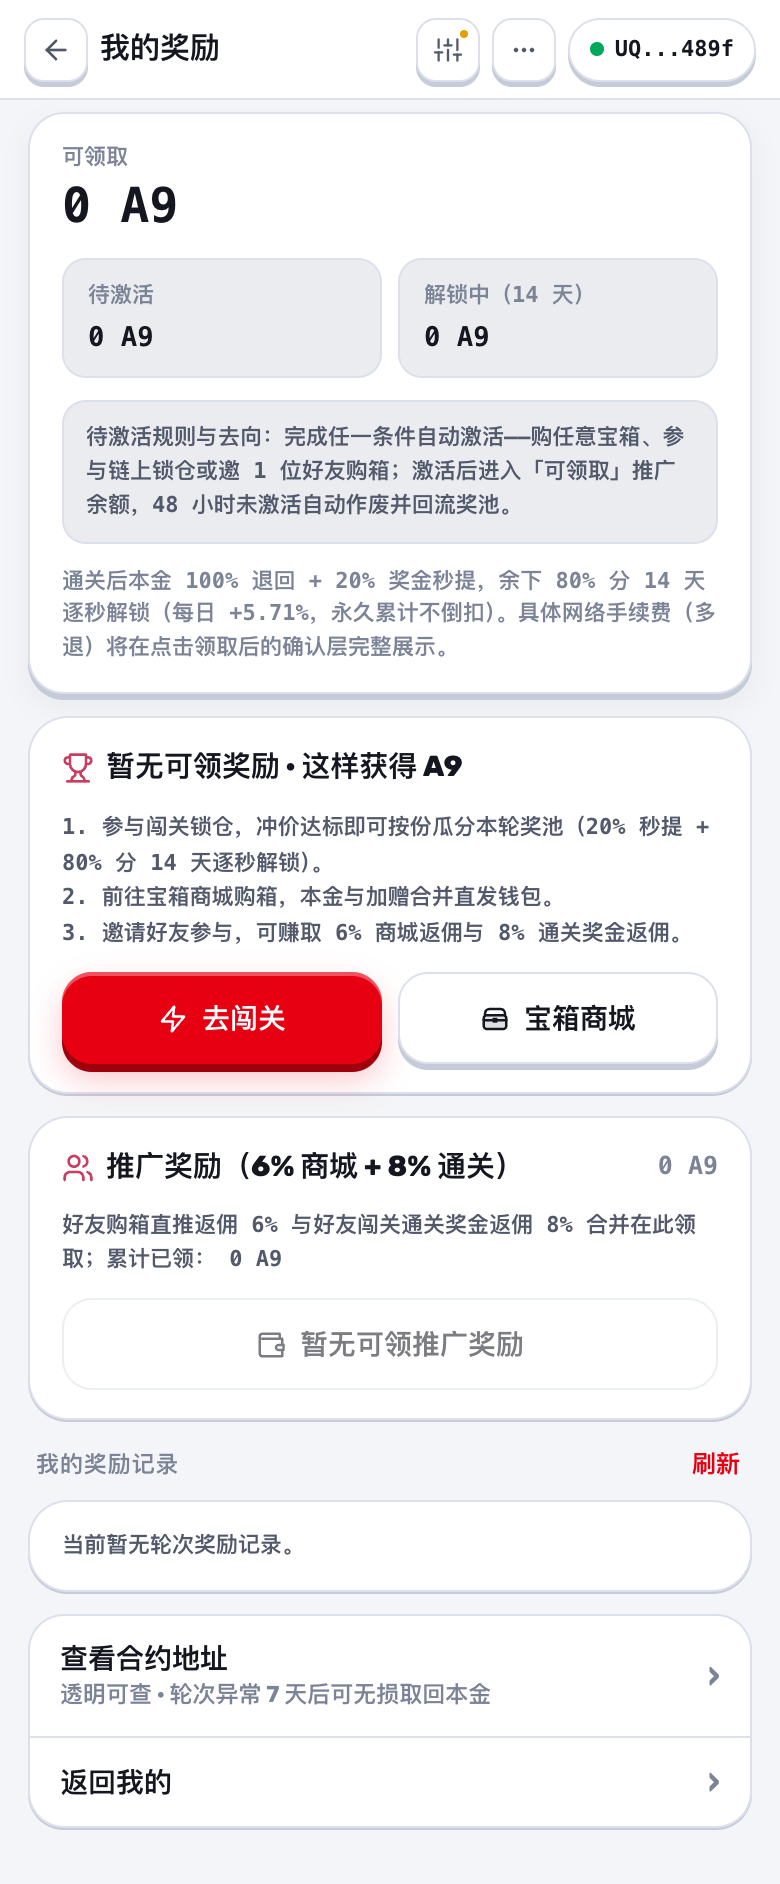 我的奖励
UQ...489f
可领取
0 A9
待激活
0 A9
解锁中（14 天）
0 A9
待激活规则与去向：完成任一条件自动激活——购任意宝箱、参
与链上锁仓或邀 1 位好友购箱；激活后进入「可领取」推广
余额，48 小时未激活自动作废并回流奖池。
通关后本金 100% 退回 + 20% 奖金秒提，余下 80% 分 14 天
逐秒解锁（每日 +5.71%，永久累计不倒扣）。具体网络手续费（多
退）将在点击领取后的确认层完整展示。
暂无可领奖励 • 这样获得 A9
1. 参与闯关锁仓，冲价达标即可按份瓜分本轮奖池（20% 秒提 +
80% 分 14 天逐秒解锁）。
2. 前往宝箱商城购箱，本金与加赠合并直发钱包。
3. 邀请好友参与，可赚取 6% 商城返佣与 8% 通关奖金返佣。
去闯关
宝箱商城
推广奖励（6% 商城 + 8% 通关）
0 A9
好友购箱直推返佣 6% 与好友闯关通关奖金返佣 8% 合并在此领
取；累计已领： 0 A9
暂无可领推广奖励
我的奖励记录
刷新
当前暂无轮次奖励记录。
查看合约地址
透明可查 • 轮次异常 7 天后可无损取回本金
返回我的